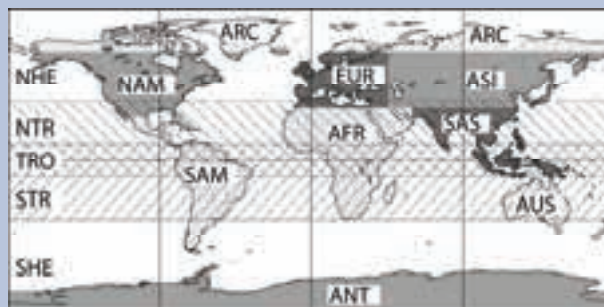 ARC ARC
NHE NAM EUR ASI
NTR AFR SAS
TRO SAM
STR AUS
SHE
ANT